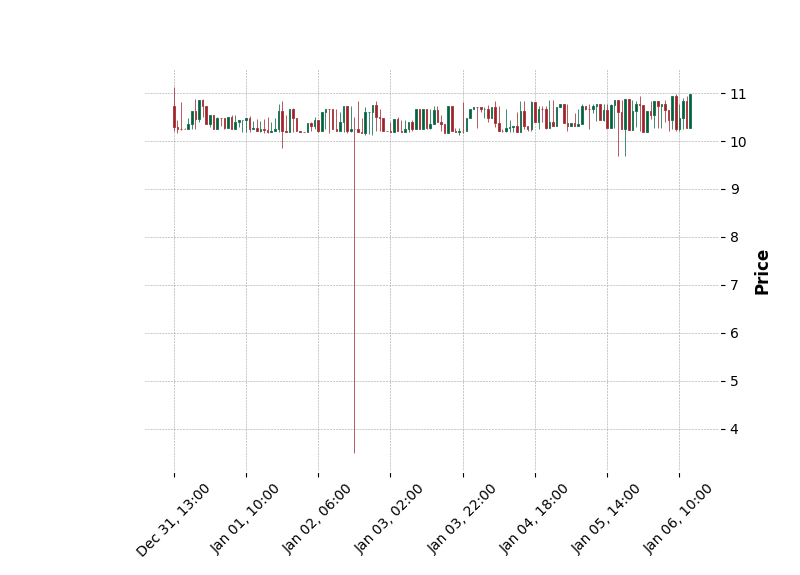 11
10
9
8
7
6
5
4
Price
Dec 31, 13:00
Jan 01, 10:00
Jan 02, 06:00
Jan 03, 02:00
Jan 03, 22:00
Jan 04, 18:00
Jan 05, 14:00
Jan 06, 10:00